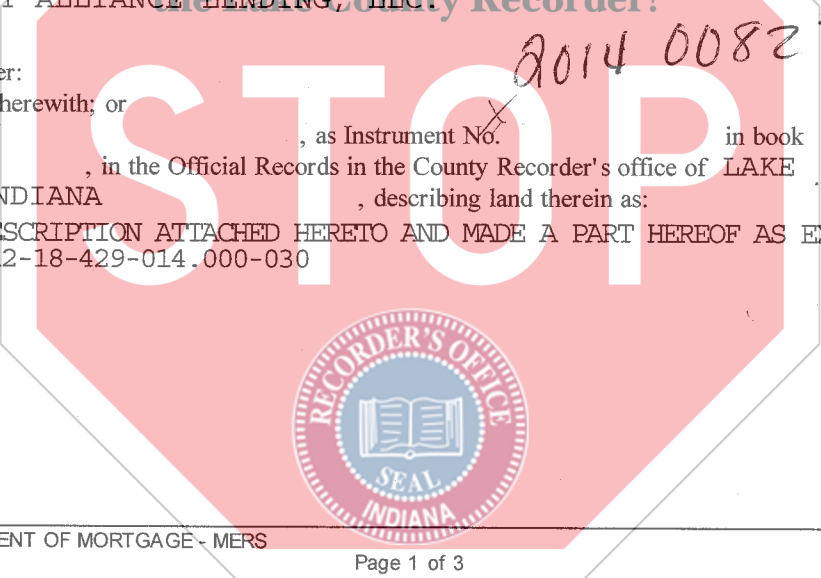 the Lake County Recorder!
ALLIANCE LENDING, LLC.
2014 0082
er:
herewith; or
, as Instrument No. in book
, in the Official Records in the County Recorder's office of LAKE
NDIANA , describing land therein as:
SCRIPTION ATTACHED HERETO AND MADE A PART HEREOF AS EX
2-18-429-014.000-030
STOP
RECORDER'S OFFICE
SEAL
INDIANA
ENT OF MORTGAGE - MERS
Page 1 of 3